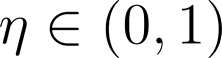 η ∈ (0, 1)